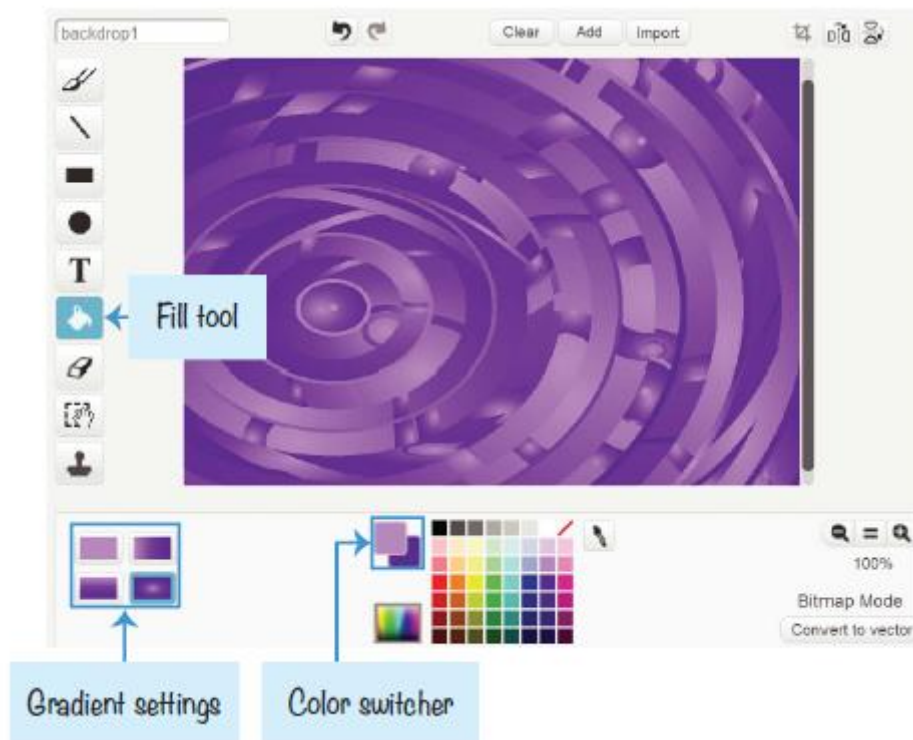 backdrop1
Clear Add Import
T
Fill tool
100%
Bitmap Mode
Convert to vector
Gradient settings
Color switcher